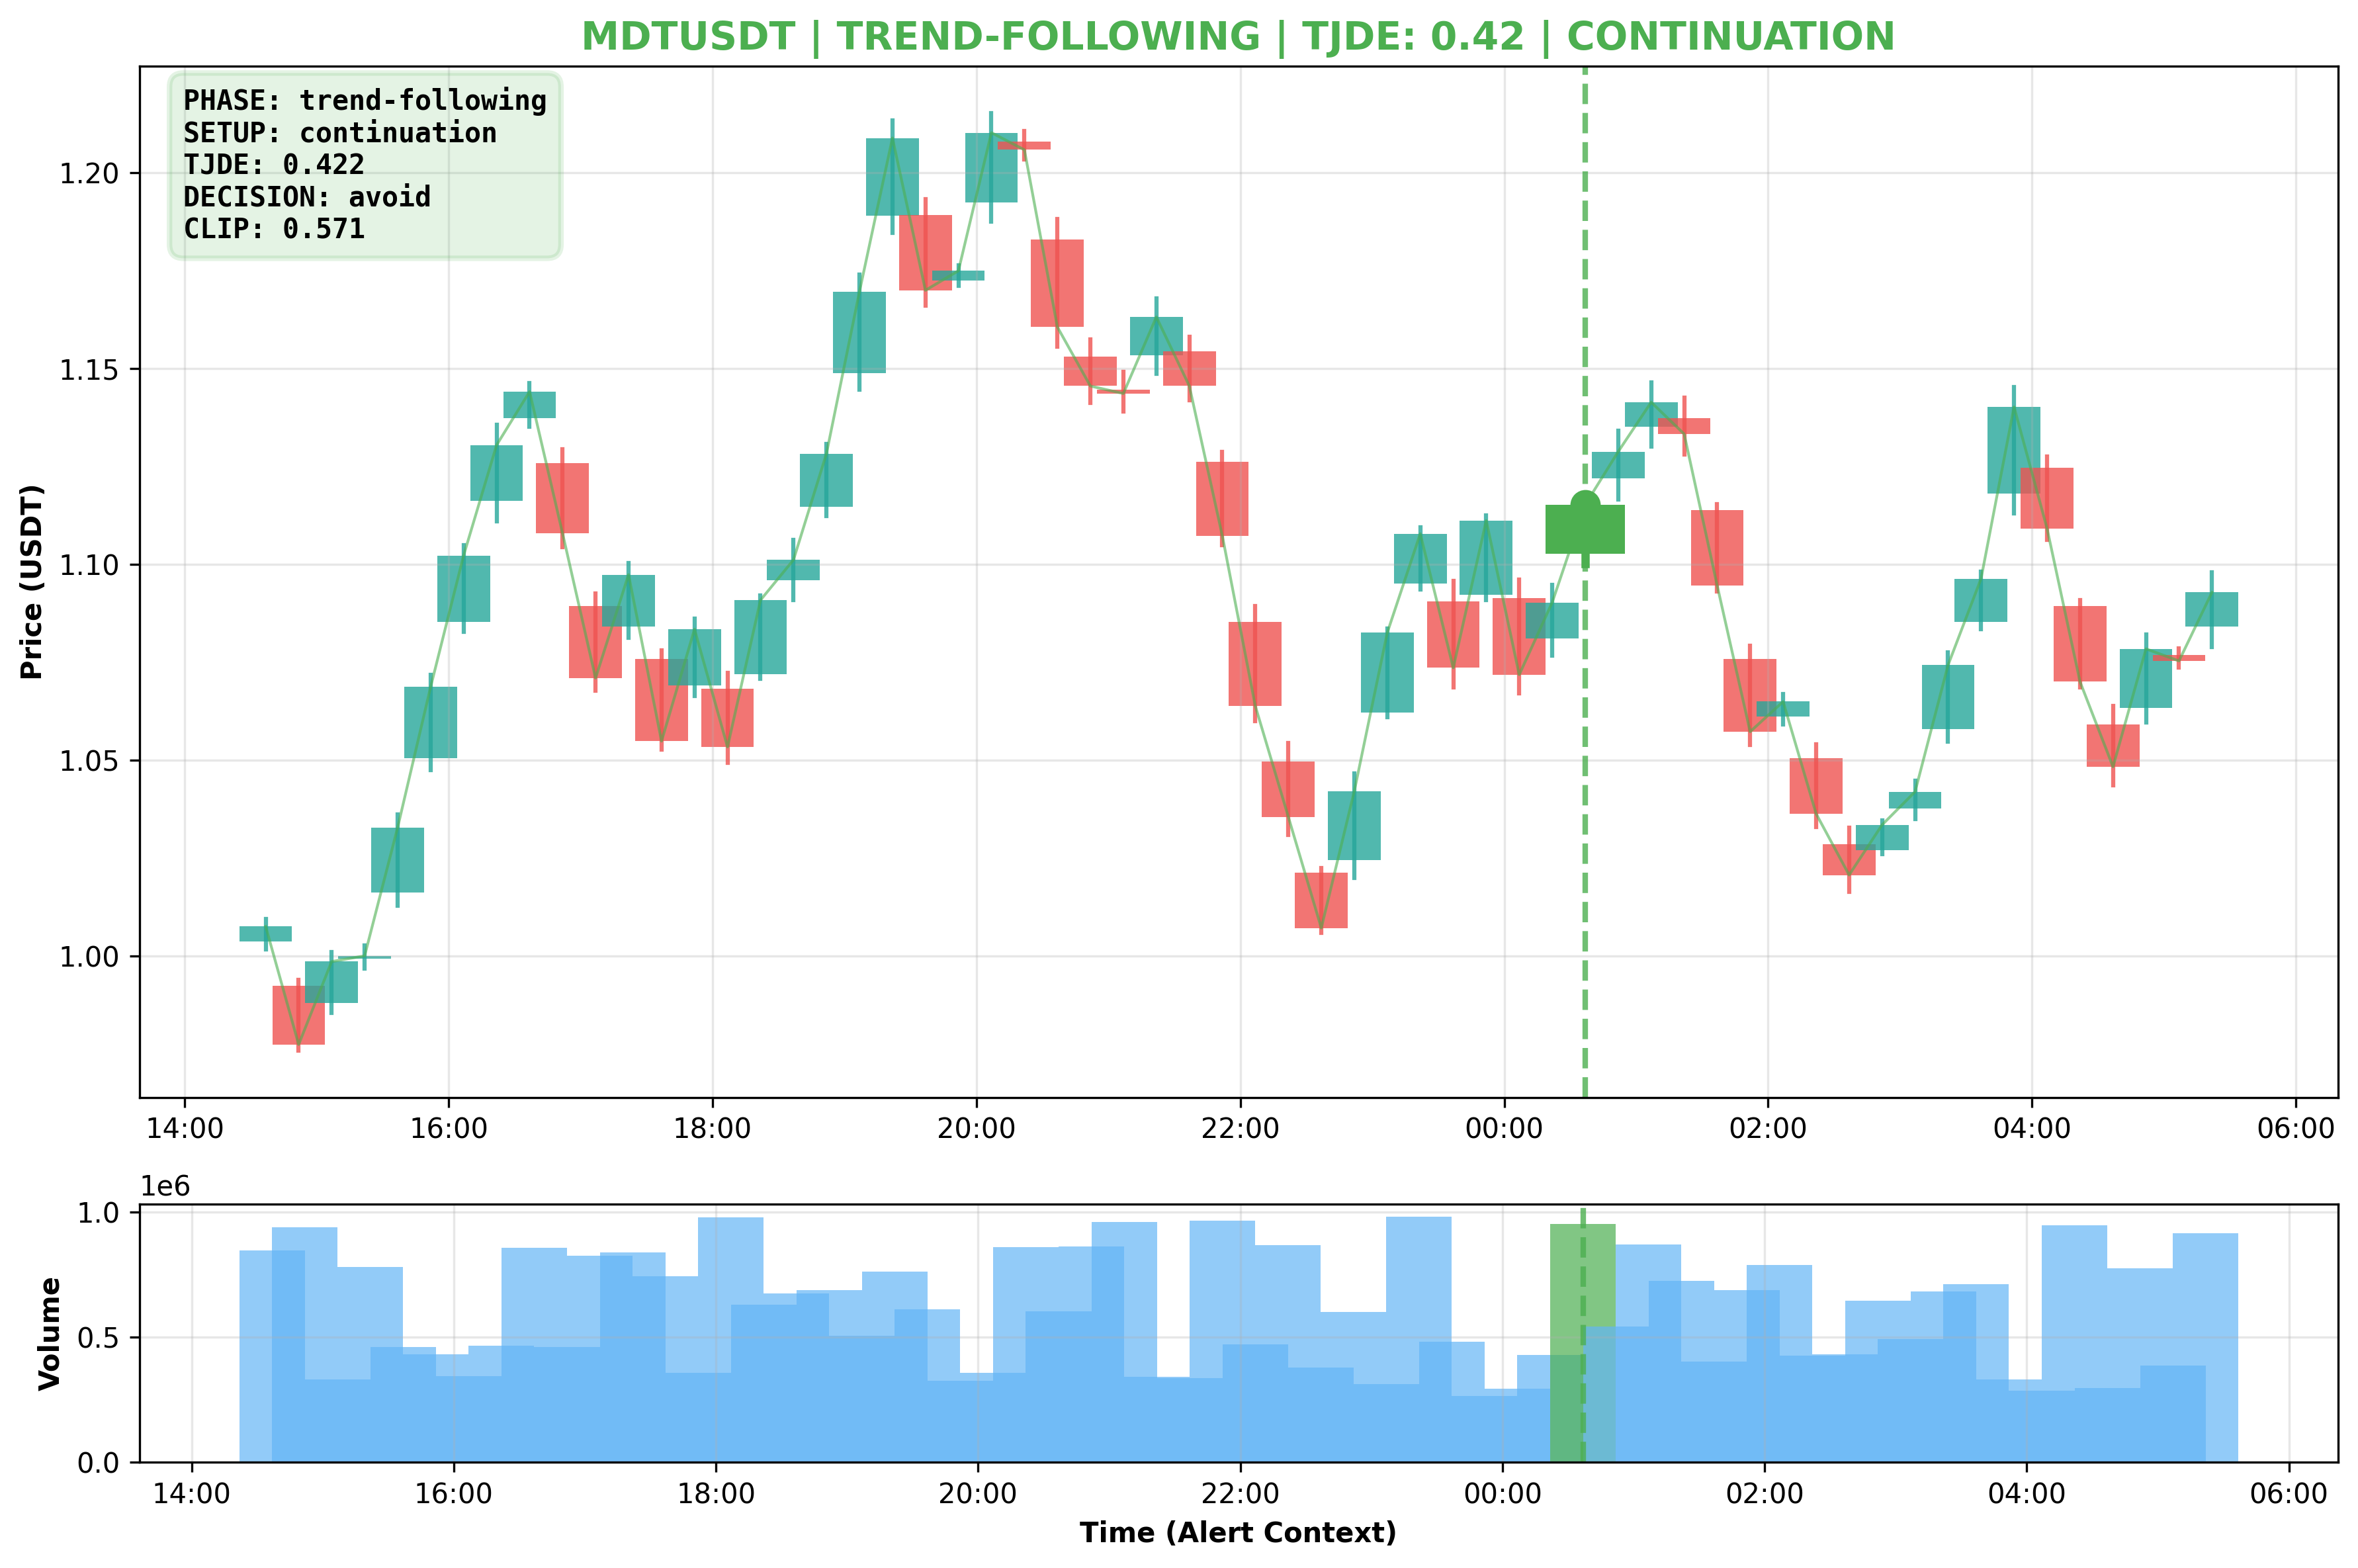 MDTUSDT | TREND-FOLLOWING | TJDE: 0.42 | CONTINUATION
PHASE: trend-following
SETUP: continuation
TJDE: 0.422
DECISION: avoid
CLIP: 0.571
Price (USDT)
1.20
1.15
1.10
1.05
1.00
14:00 16:00 18:00 20:00 22:00 00:00 02:00 04:00 06:00
1e6
Volume
1.0
0.5
0.0
14:00 16:00 18:00 20:00 22:00 00:00 02:00 04:00 06:00
Time (Alert Context)